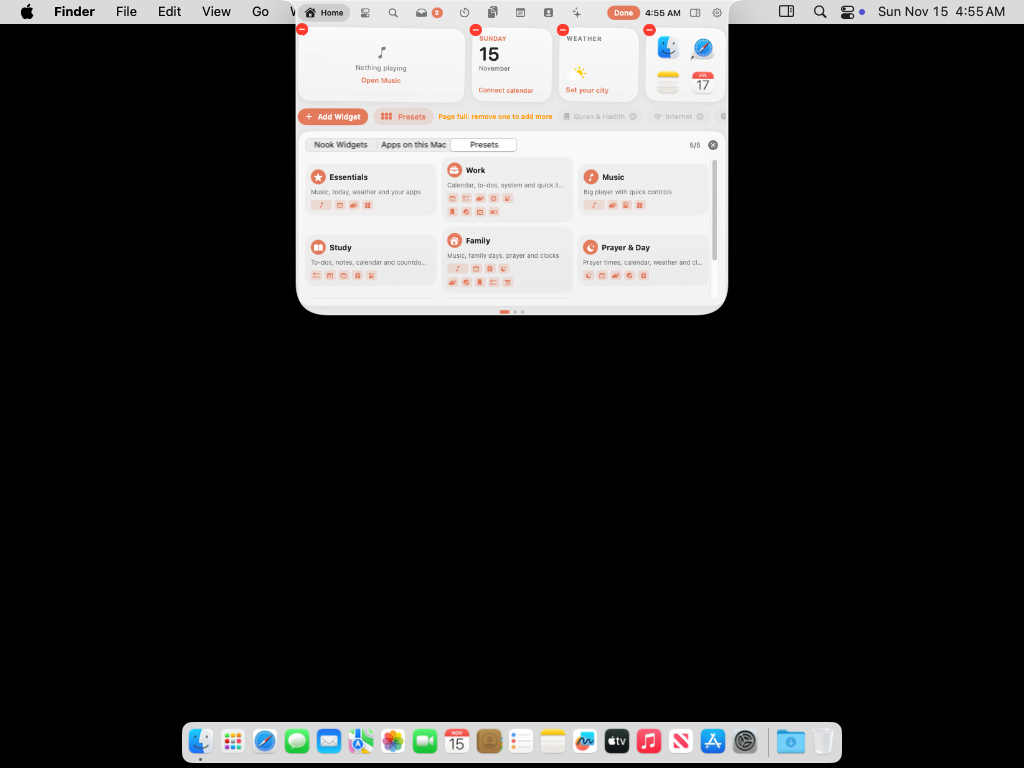 Finder File Edit View Go
Home 2 Done 4:55 AM
Sun Nov 15 4:55 AM
Nothing playing
Open Music
SUNDAY
15
November
Connect calendar
WEATHER
Set your city
JUL
17
Add Widget
Presets
Page full: remove one to add more
Quran & Hadith
Internet
Nook Widgets Apps on this Mac Presets
5/5
Essentials
Music, today, weather and your apps
Work
Calendar, to-dos, system and quick li...
Music
Big player with quick controls
Study
To-dos, notes, calendar and countdo...
Family
Music, family days, prayer and clocks
Prayer & Day
Prayer times, calendar, weather and cl...
NOV
15
tv